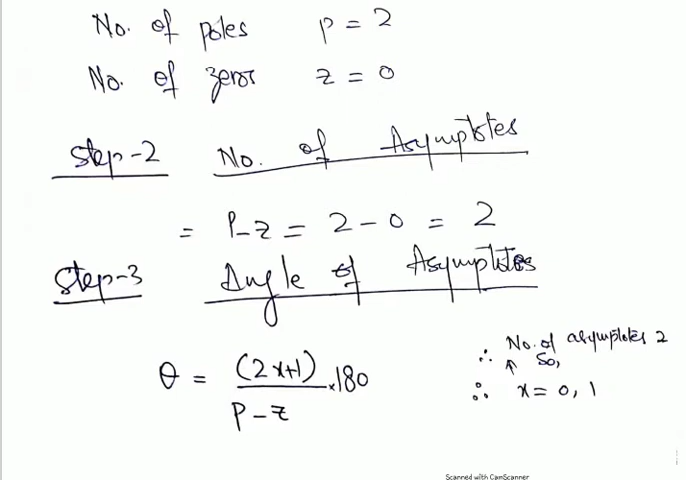 No. of poles P = 2
No. of zeros z = 0
Step-2 No. of Asymptotes
= P-z = 2-0 = 2
Step-3 Angle of Asymptotes
θ = (2x+1)/P-z × 180
∴ No. of asymptotes 2
So,
∴ x = 0, 1
Scanned with CamScanner